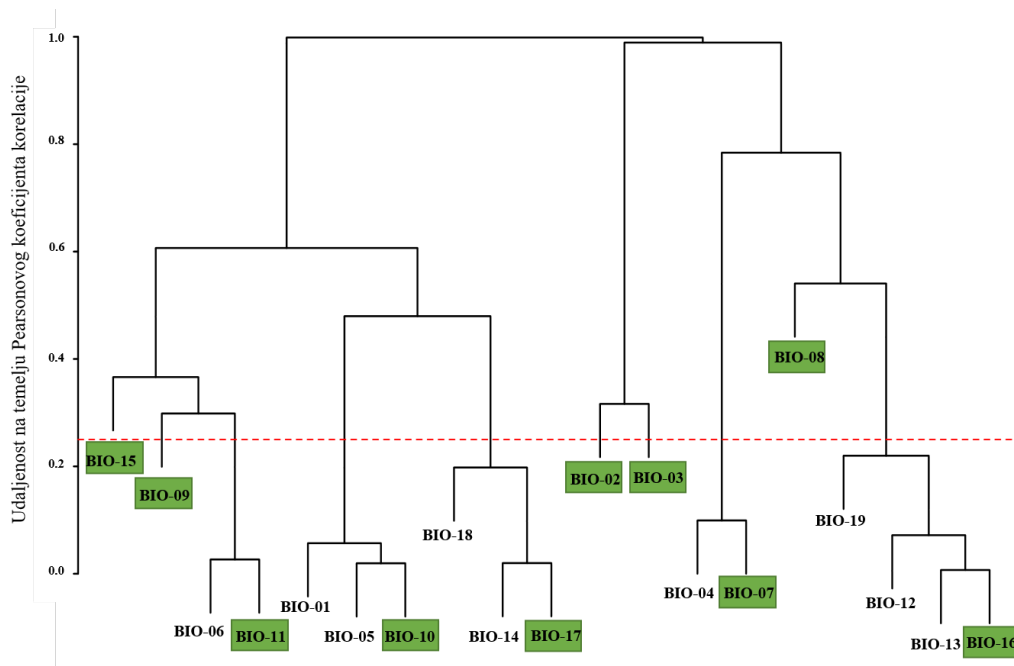 Udaljenost na temelju Pearsonovog koeficijenta korelacije
1.0
0.8
0.6
0.4
0.2
0.0
BIO-15
BIO-09
BIO-06
BIO-11
BIO-01
BIO-05
BIO-10
BIO-18
BIO-14
BIO-17
BIO-02
BIO-03
BIO-04
BIO-07
BIO-08
BIO-19
BIO-12
BIO-13
BIO-16